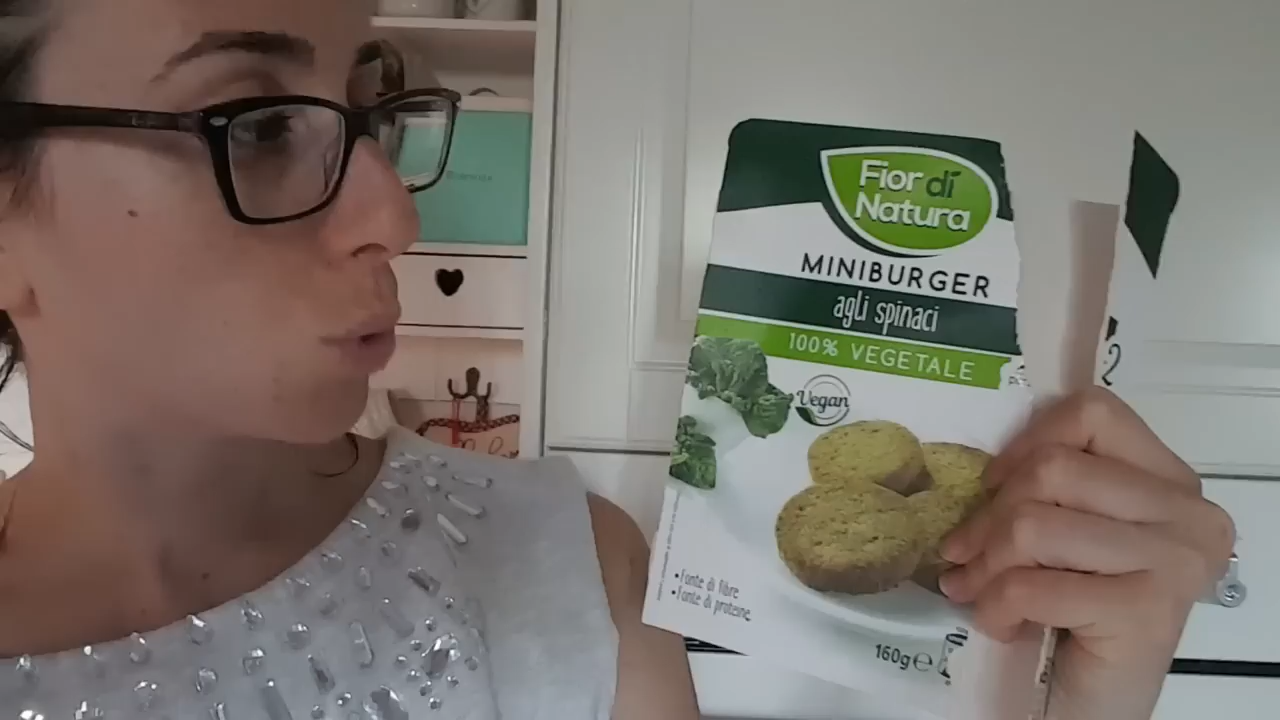 Fior di
Natura
MINIBURGER
agli spinaci
100% VEGETALE
Vegan
• Fonte di fibre
• Fonte di proteine
160g e